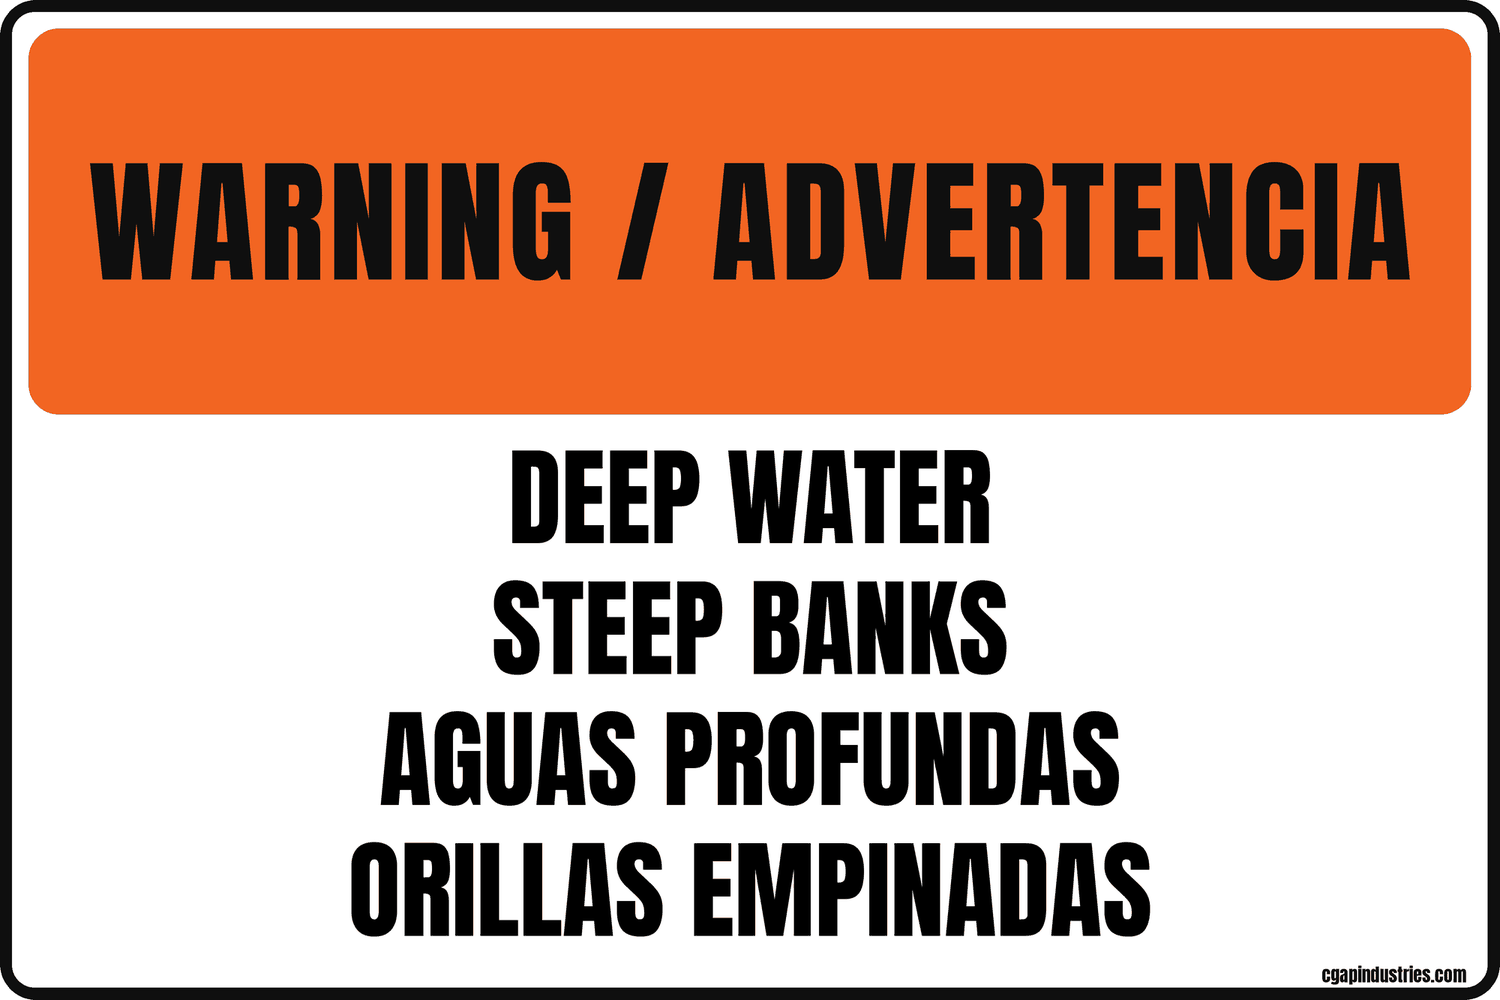 WARNING / ADVERTENCIA
DEEP WATER
STEEP BANKS
AGUAS PROFUNDAS
ORILLAS EMPINADAS
cgapindustries.com